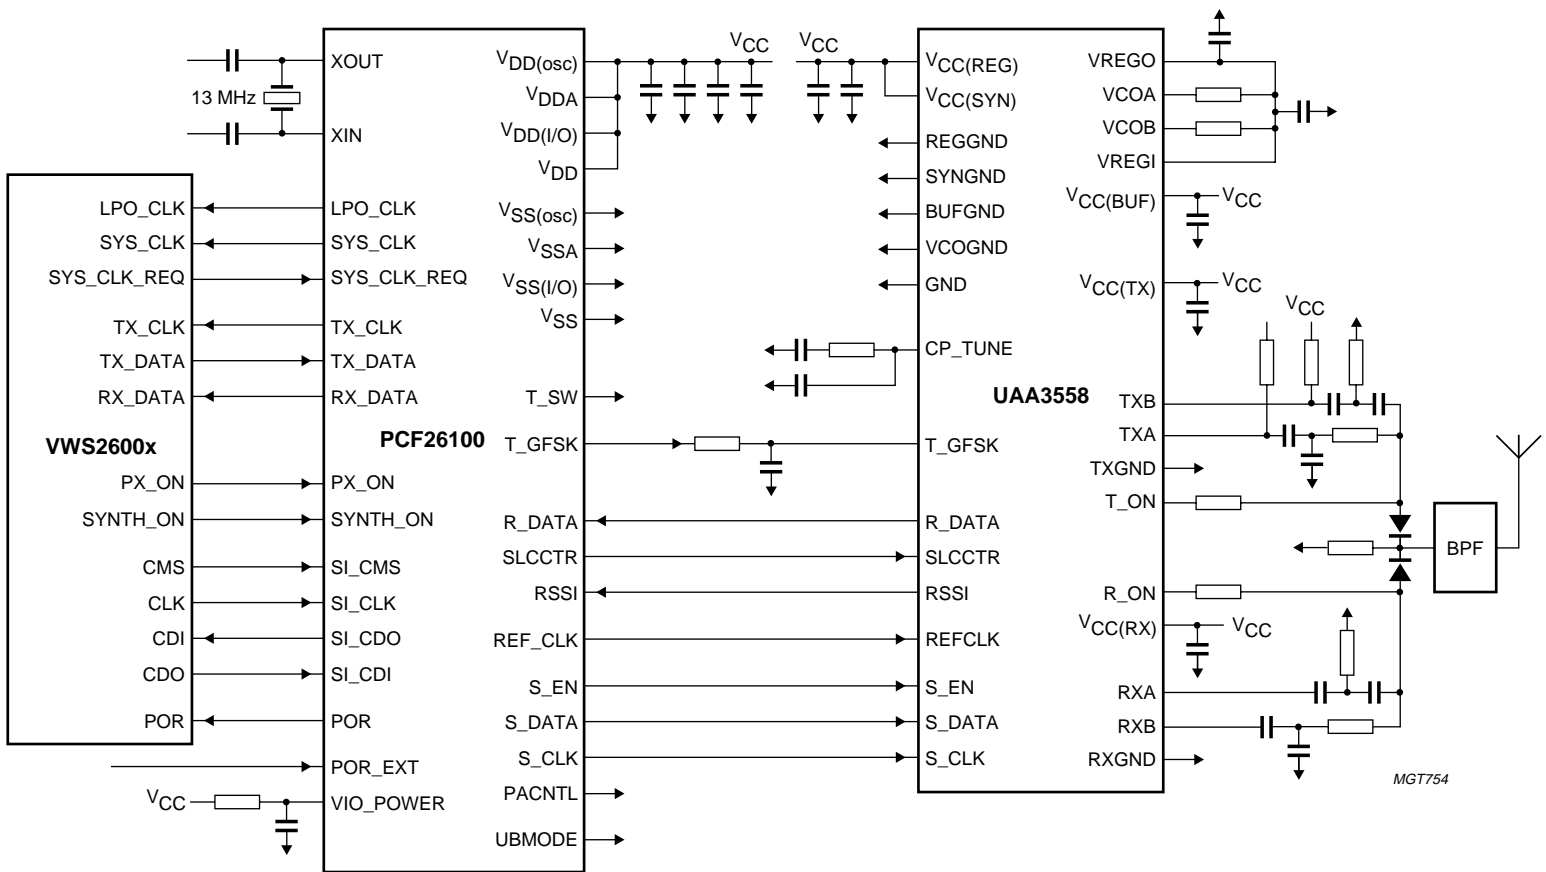 VCC VCC
XOUT VDD(osc) VCC(REG) VREGO
13 MHz VDDA VCC(SYN) VCOA
XIN VDD(I/O) REGGND VCOB
VDD VREGI
SYNGND
VCC(BUF) VCC
LPO_CLK LPO_CLK VSS(osc) BUFGND
SYS_CLK SYS_CLK VSSA VCOGND
SYS_CLK_REQ SYS_CLK_REQ VSS(I/O) GND VCC(TX) VCC
VCC
TX_CLK TX_CLK VSS
TX_DATA TX_DATA CP_TUNE
RX_DATA RX_DATA T_SW UAA3558 TXB
VWS2600x PCF26100 T_GFSK T_GFSK TXA
TXGND
PX_ON PX_ON
T_ON
SYNTH_ON SYNTH_ON R_DATA R_DATA
SLCCTR SLCCTR BPF
CMS SI_CMS
CLK SI_CLK RSSI RSSI R_ON
CDI SI_CDO REF_CLK REFCLK VCC(RX) VCC
CDO SI_CDI S_EN S_EN RXA
POR POR S_DATA S_DATA RXB
POR_EXT S_CLK S_CLK RXGND
MGT754
VCC VIO_POWER PACNTL
UBMODE